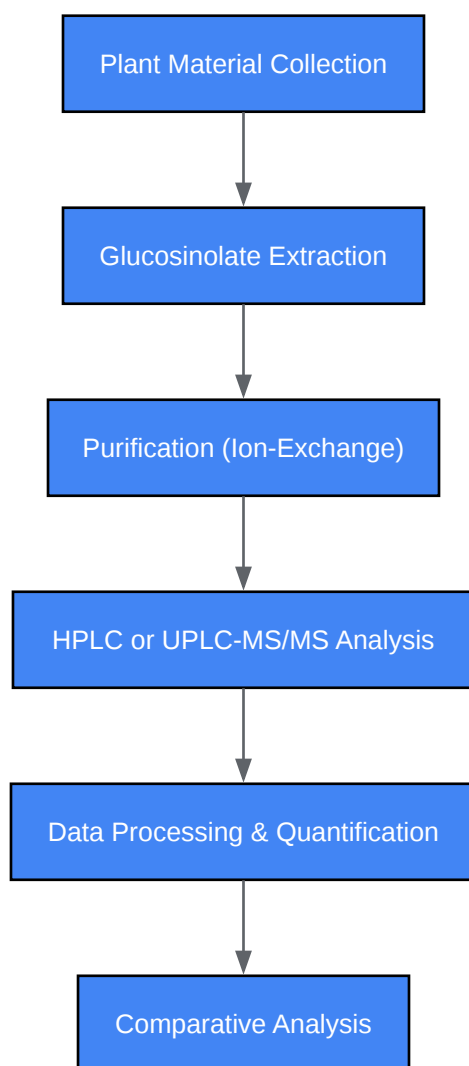 Plant Material Collection
Glucosinolate Extraction
Purification (Ion-Exchange)
HPLC or UPLC-MS/MS Analysis
Data Processing & Quantification
Comparative Analysis